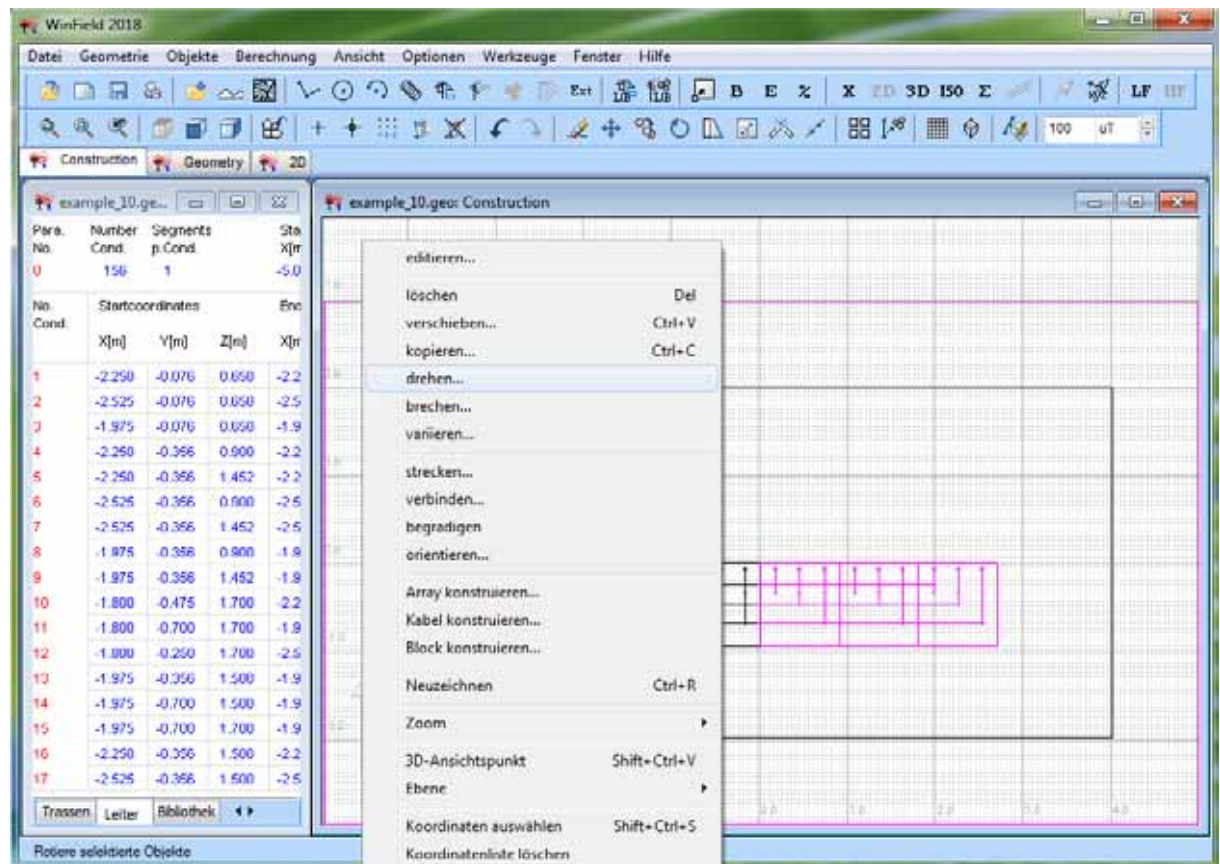 WinField 2018
Datei Geometrie Objekte Berechnung Ansicht Optionen Werkzeuge Fenster Hilfe
Ext B E X 2D 3D ISO Σ LF HF
100 uT
Construction Geometry 2D
example_10.ge...
example_10.geo: Construction
Para. Number Segments Sta
No. Cond. p.Cond. X[m
0 156 1 -5.0
No. Startcoordinates Enc
Cond.
X[m] Y[m] Z[m] X[m
1 -2.250 -0.076 0.650 -2.2
2 -2.525 -0.076 0.650 -2.5
3 -1.975 -0.076 0.650 -1.9
4 -2.250 -0.356 0.900 -2.2
5 -2.250 -0.356 1.452 -2.2
6 -2.525 -0.356 0.900 -2.5
7 -2.525 -0.356 1.452 -2.5
8 -1.975 -0.356 0.900 -1.9
9 -1.975 -0.356 1.452 -1.9
10 -1.800 -0.475 1.700 -2.2
11 -1.800 -0.700 1.700 -1.9
12 -1.800 -0.250 1.700 -2.5
13 -1.975 -0.356 1.500 -1.9
14 -1.975 -0.700 1.500 -1.9
15 -1.975 -0.700 1.700 -1.9
16 -2.250 -0.356 1.500 -2.2
17 -2.525 -0.356 1.500 -2.5
Trassen Leiter Bibliothek
Rotiere selektierte Objekte
editieren...
löschen Del
verschieben... Ctrl+V
kopieren... Ctrl+C
drehen...
brechen...
variieren...
strecken...
verbinden...
begradigen
orientieren...
Array konstruieren...
Kabel konstruieren...
Block konstruieren...
Neuzeichnen Ctrl+R
Zoom
3D-Ansichtspunkt Shift+Ctrl+V
Ebene
Koordinaten auswählen Shift+Ctrl+S
Koordinatenliste löschen